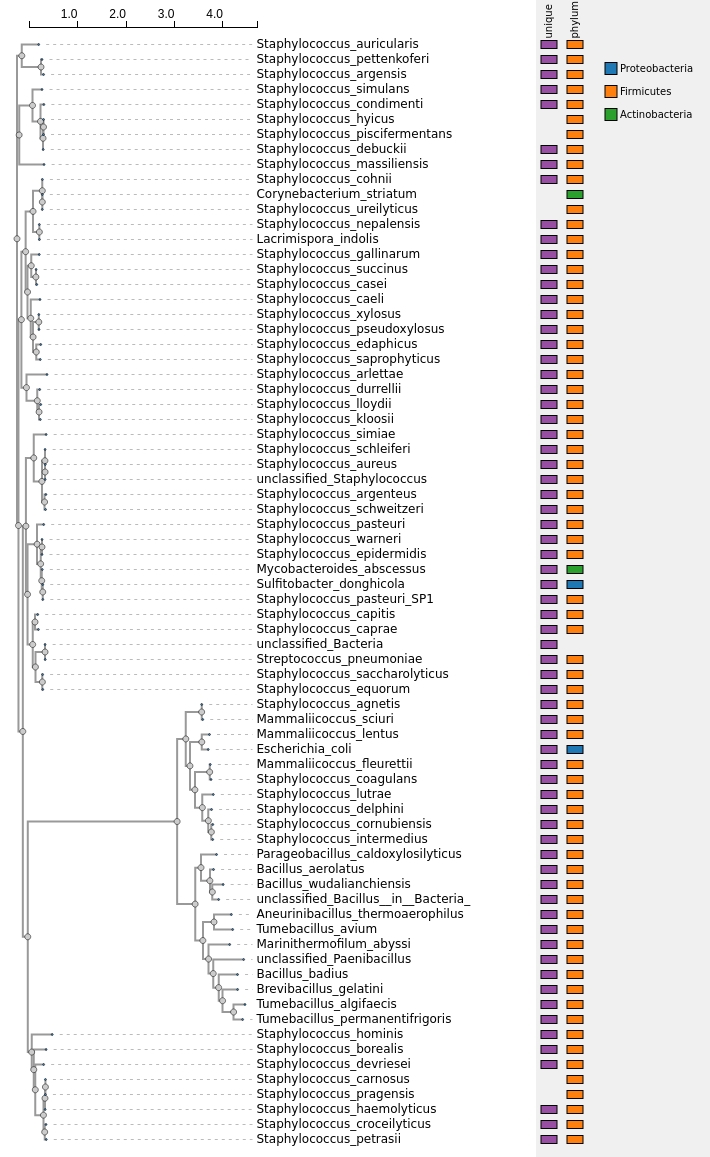 1.0 2.0 3.0 4.0
unique phylum
Staphylococcus_auricularis
Staphylococcus_pettenkoferi
Proteobacteria
Staphylococcus_argensis
Staphylococcus_simulans
Firmicutes
Staphylococcus_condimenti
Actinobacteria
Staphylococcus_hyicus
Staphylococcus_piscifermentans
Staphylococcus_debuckii
Staphylococcus_massiliensis
Staphylococcus_cohnii
Corynebacterium_striatum
Staphylococcus_ureilyticus
Staphylococcus_nepalensis
Lacrimispora_indolis
Staphylococcus_gallinarum
Staphylococcus_succinus
Staphylococcus_casei
Staphylococcus_caeli
Staphylococcus_xylosus
Staphylococcus_pseudoxylosus
Staphylococcus_edaphicus
Staphylococcus_saprophyticus
Staphylococcus_arlettae
Staphylococcus_durrellii
Staphylococcus_lloydii
Staphylococcus_kloosii
Staphylococcus_simiae
Staphylococcus_schleiferi
Staphylococcus_aureus
unclassified_Staphylococcus
Staphylococcus_argenteus
Staphylococcus_schweitzeri
Staphylococcus_pasteuri
Staphylococcus_warneri
Staphylococcus_epidermidis
Mycobacteroides_abscessus
Sulfitobacter_donghicola
Staphylococcus_pasteuri_SP1
Staphylococcus_capitis
Staphylococcus_caprae
unclassified_Bacteria
Streptococcus_pneumoniae
Staphylococcus_saccharolyticus
Staphylococcus_equorum
Staphylococcus_agnetis
Mammaliicoccus_sciuri
Mammaliicoccus_lentus
Escherichia_coli
Mammaliicoccus_fleurettii
Staphylococcus_coagulans
Staphylococcus_lutrae
Staphylococcus_delphini
Staphylococcus_cornubiensis
Staphylococcus_intermedius
Parageobacillus_caldoxylosilyticus
Bacillus_aerolatus
Bacillus_wudalianchiensis
unclassified_Bacillus__in__Bacteria_
Aneurinibacillus_thermoaerophilus
Tumebacillus_avium
Marinithermofilum_abyssi
unclassified_Paenibacillus
Bacillus_badius
Brevibacillus_gelatini
Tumebacillus_algifaecis
Tumebacillus_permanentifrigoris
Staphylococcus_hominis
Staphylococcus_borealis
Staphylococcus_devriesei
Staphylococcus_carnosus
Staphylococcus_pragensis
Staphylococcus_haemolyticus
Staphylococcus_croceilyticus
Staphylococcus_petrasii